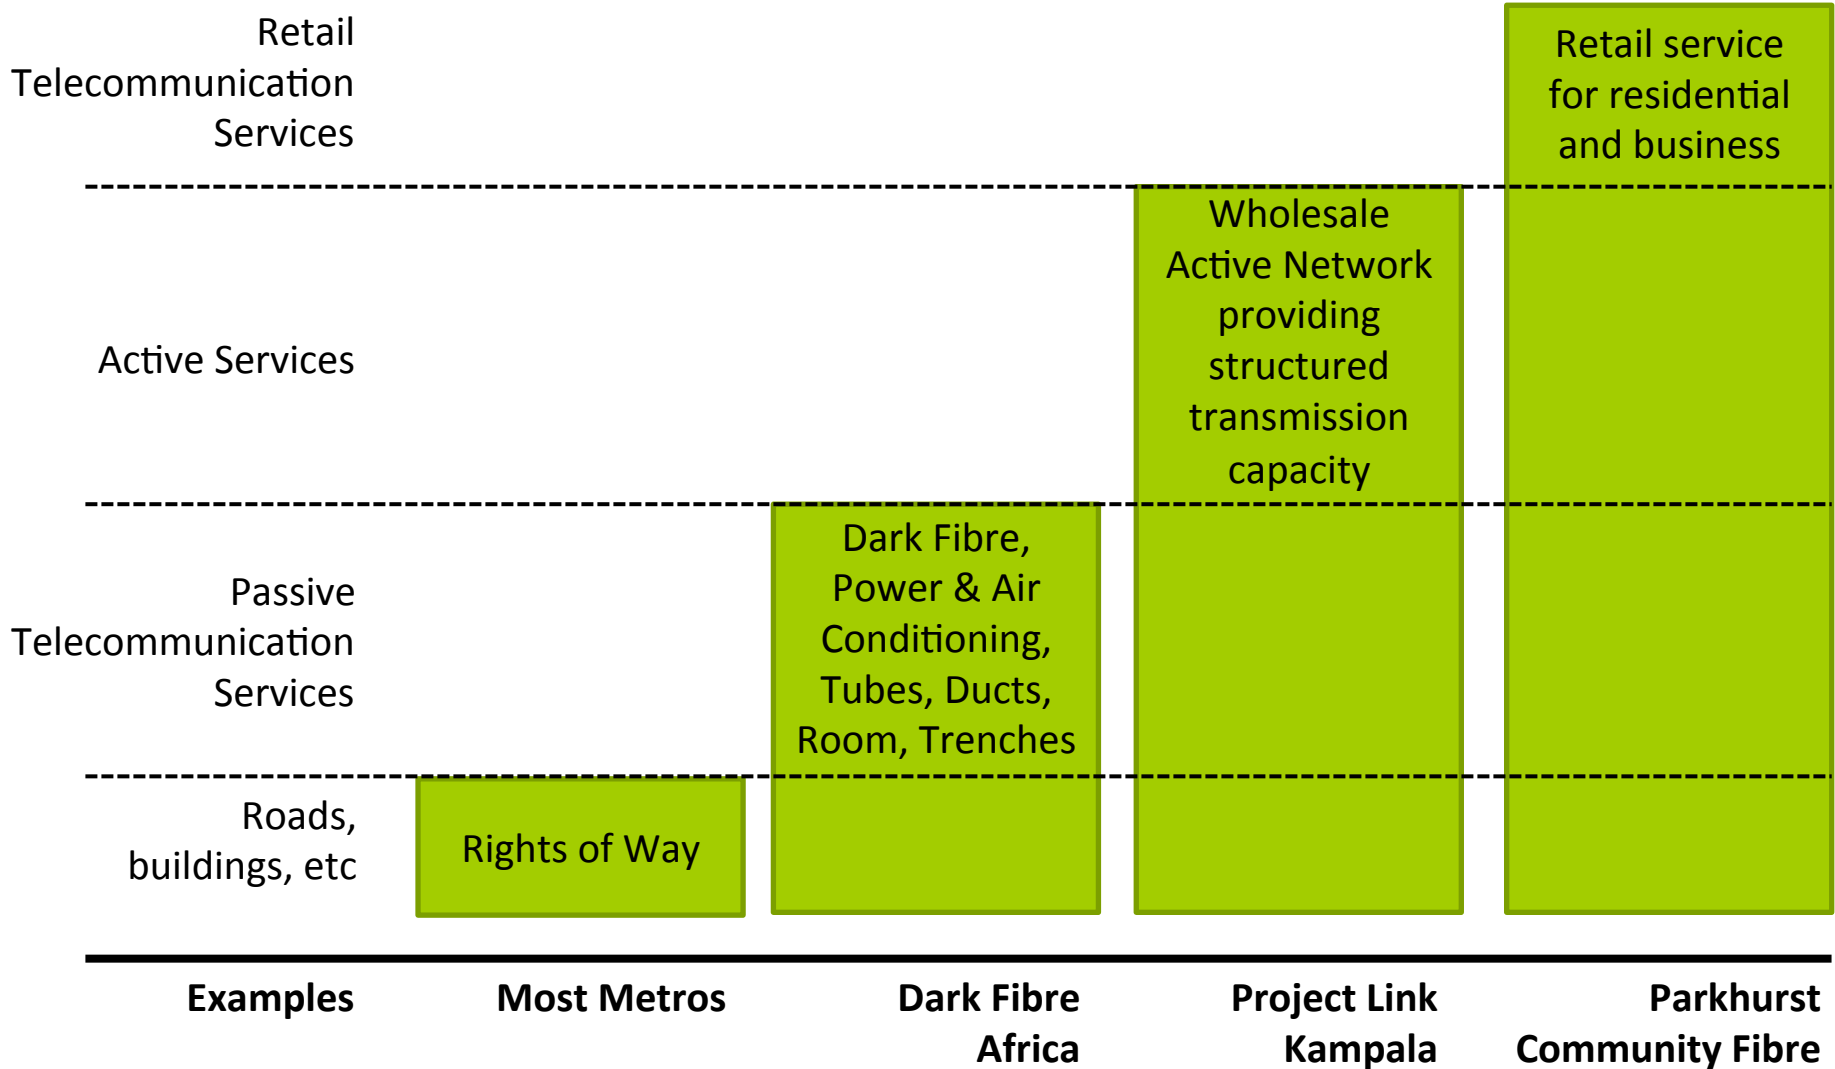 Retail
Telecommunication
Services
Retail service
for residential
and business
Active Services
Wholesale
Active Network
providing
structured
transmission
capacity
Passive
Telecommunication
Services
Dark Fibre,
Power & Air
Conditioning,
Tubes, Ducts,
Room, Trenches
Roads,
buildings, etc
Rights of Way
Examples
Most Metros
Dark Fibre
Africa
Project Link
Kampala
Parkhurst
Community Fibre